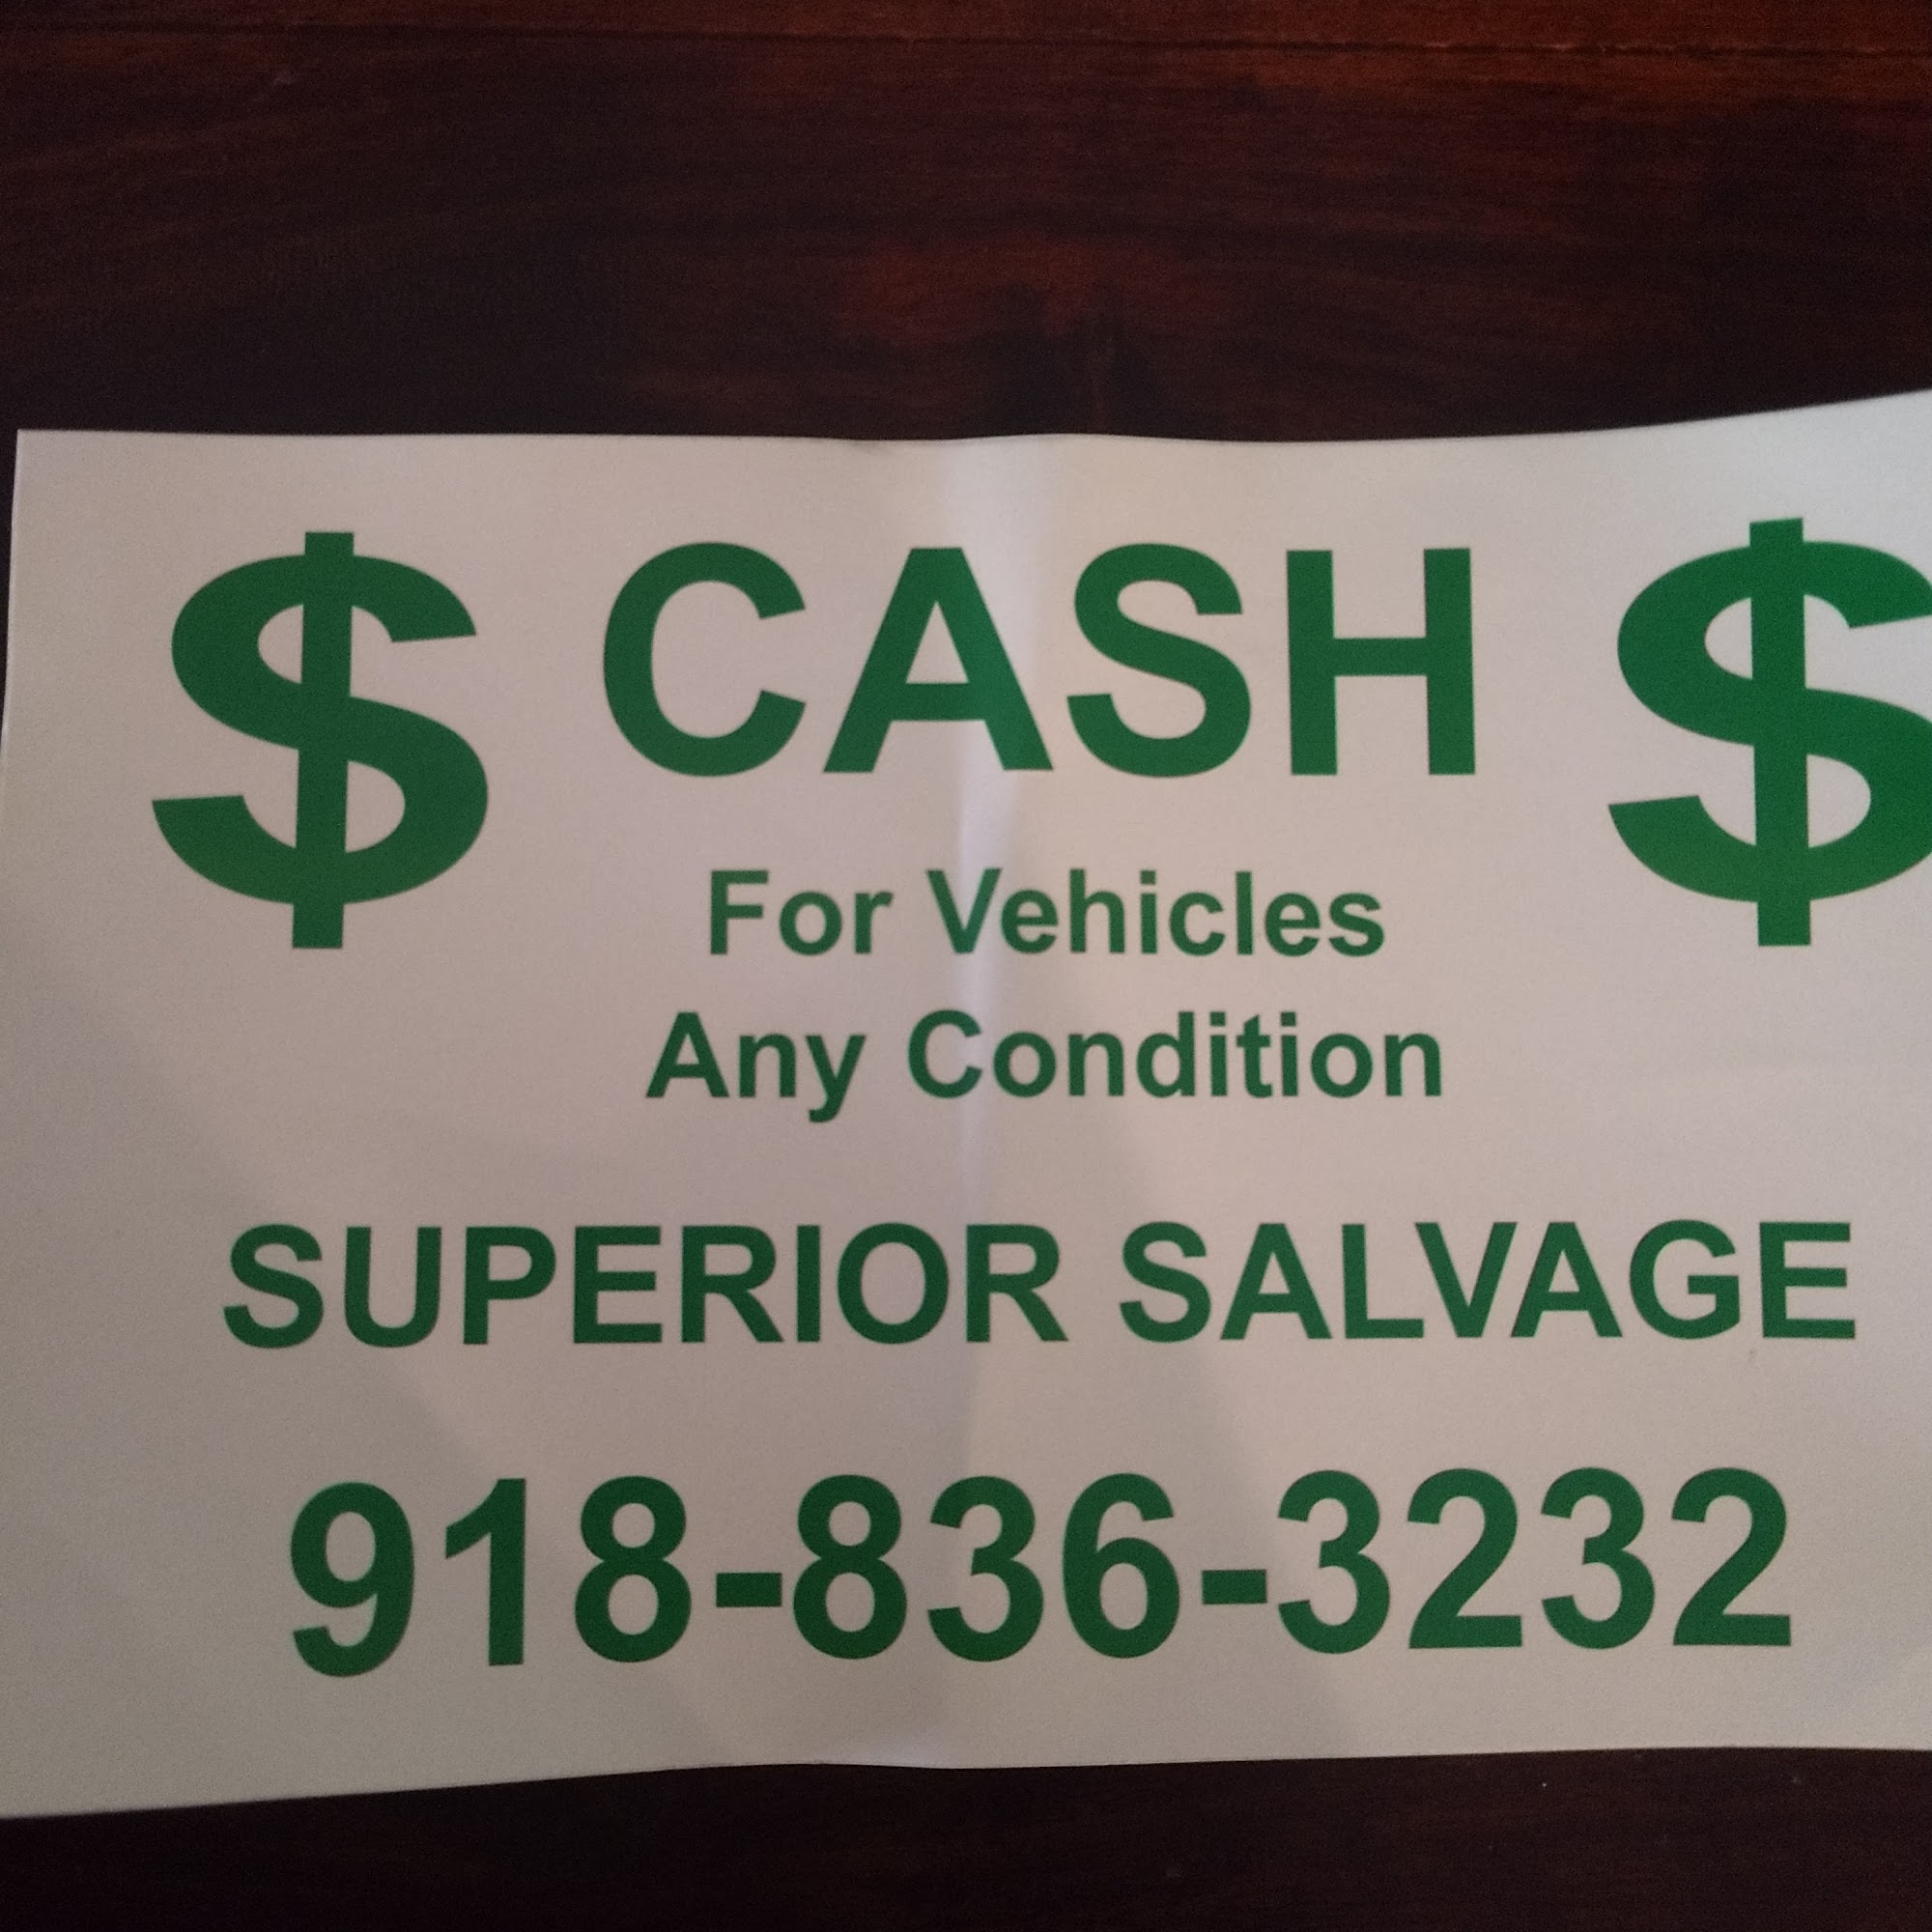 $ CASH $
For Vehicles
Any Condition
SUPERIOR SALVAGE
918-836-3232